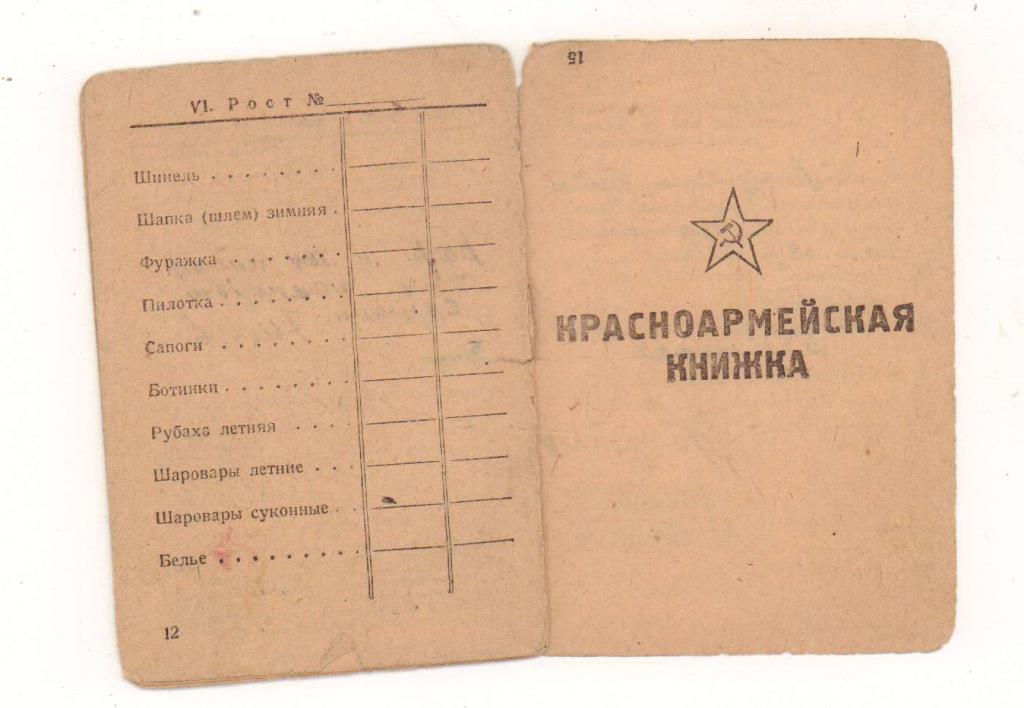 VI. Рост №
Шинель
Шапка (шлем) зимняя
Фуражка
Пилотка
Сапоги
Ботинки
Рубаха летняя
Шаровары летние
Шаровары суконные
Белье
12
15
КРАСНОАРМЕЙСКАЯ
КНИЖКА